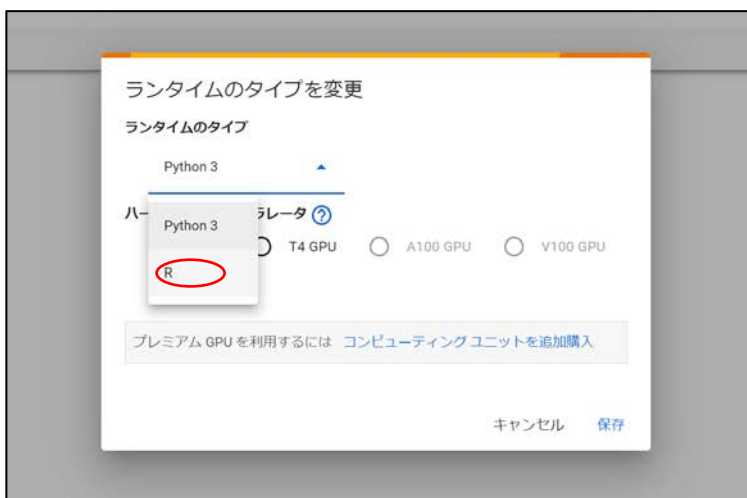 ランタイムのタイプを変更
ランタイムのタイプ
Python 3
ハー
ラレータ
Python 3
T4 GPU
A100 GPU
V100 GPU
R
プレミアム GPU を利用するには コンピューティング ユニットを追加購入
キャンセル
保存